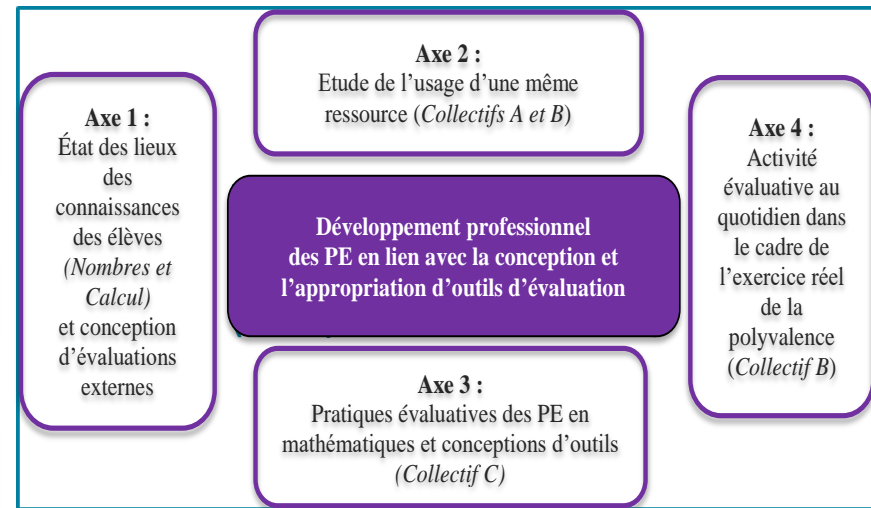 Axe 1 :
État des lieux
des
connaissances
des élèves
(Nombres et
Calcul)
et conception
d’évaluations
externes
Axe 2 :
Etude de l’usage d’une même
ressource (Collectifs A et B)
Développement professionnel
des PE en lien avec la conception et
l’appropriation d’outils d’évaluation
Axe 3 :
Pratiques évaluatives des PE en
mathématiques et conceptions d’outils
(Collectif C)
Axe 4 :
Activité
évaluative au
quotidien dans
le cadre de
l’exercice réel
de la
polyvalence
(Collectif B)